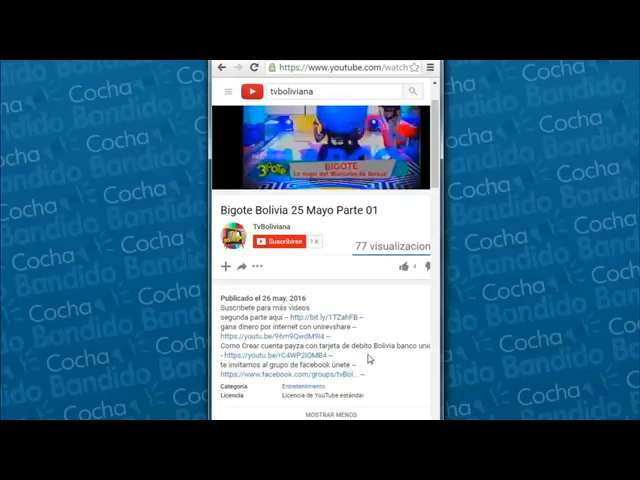 https://www.youtube.com/watch
tvboliviana
BIGOTE
Bigote Bolivia 25 Mayo Parte 01
TvBoliviana
Suscribirse 1 K
77 visualizacion
4
Publicado el 26 may. 2016
Suscribete para más videos
segunda parte aquí -- http://bit.ly/1TZahFB --
gana dinero por internet con unirevshare --
https://youtu.be/96m9QwdM9I4 --
Como Crear cuenta payza con tarjeta de debito Bolivia banco unio
- https://youtu.be/rC4WP2lOMB4 --
te invitamos al grupo de facebook únete --
https://www.facebook.com/groups/tvBol... --
Categoría Entretenimiento
Licencia Licencia de YouTube estándar
MOSTRAR MENOS
Cocha
Bandido